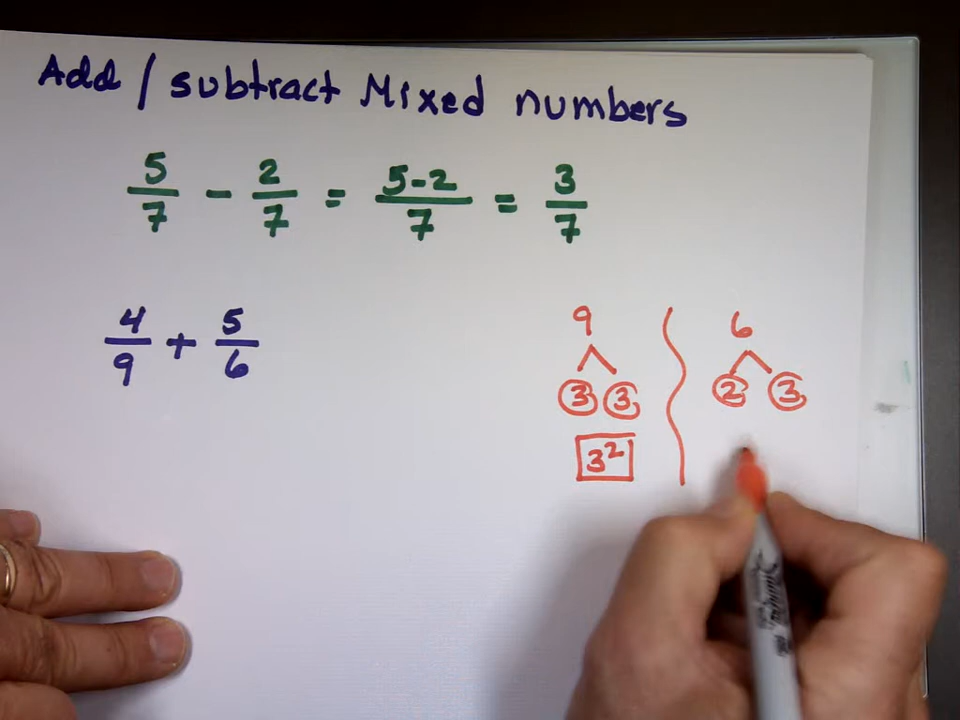 Add / subtract Mixed numbers
5/7 - 2/7 = 5-2/7 = 3/7
4/9 + 5/6
9 6
3 3 2 3
3²